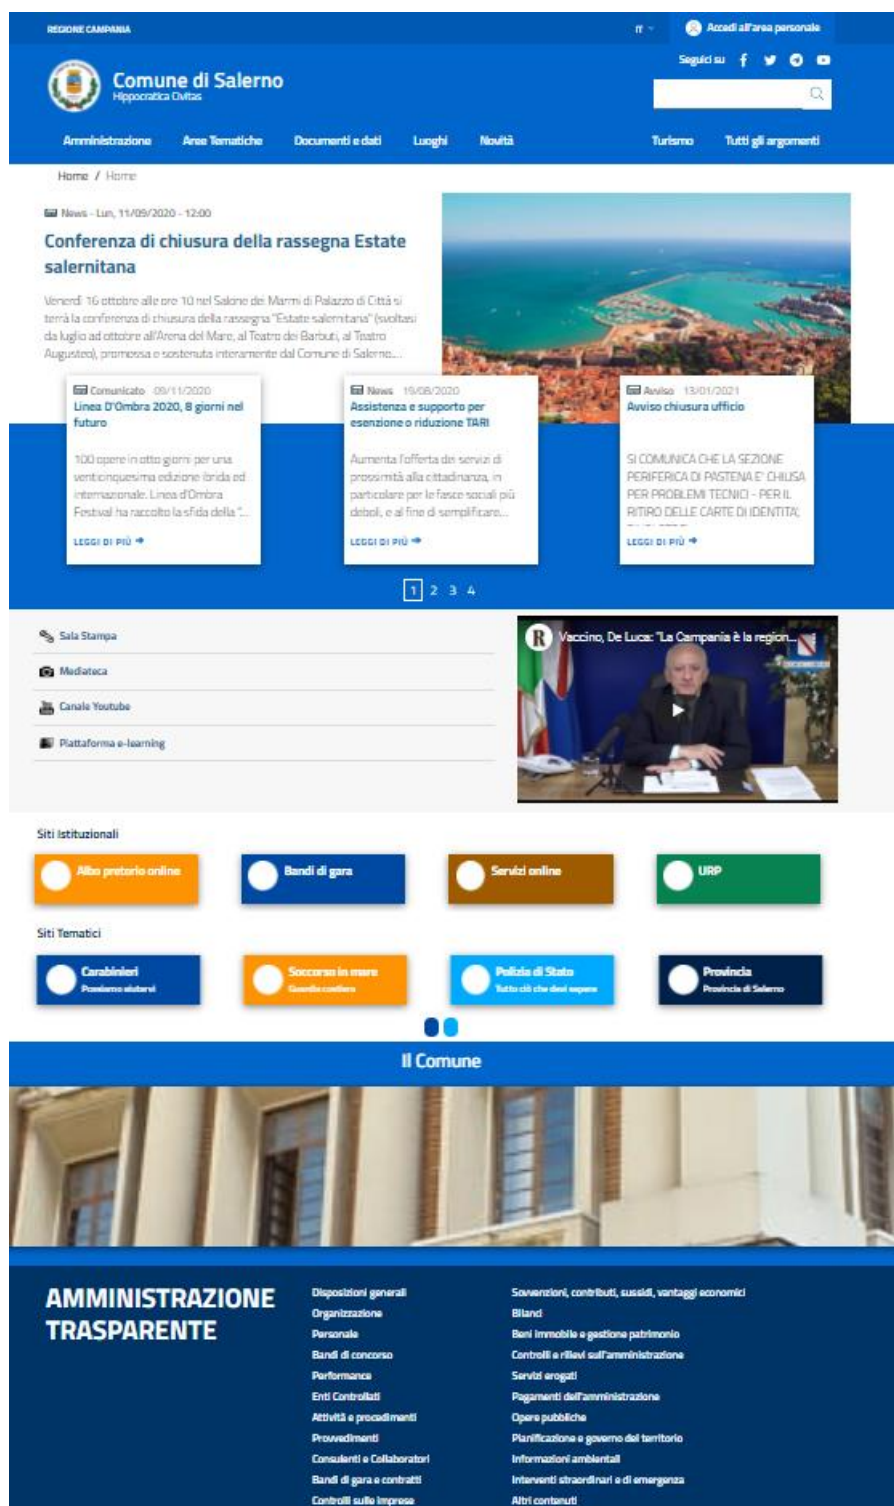 REGIONE CAMPANIA
IT
Accedi all'area personale
Seguici su
Comune di Salerno
Hippocratica Civitas
Amministrazione Aree Tematiche Documenti e dati Luoghi Novità Turismo Tutti gli argomenti
Home / Home
News - Lun, 11/09/2020 - 12:00
Conferenza di chiusura della rassegna Estate
salernitana
Venerdì 16 ottobre alle ore 10 nel Salone dei Marmi di Palazzo di Città si
terrà la conferenza di chiusura della rassegna "Estate salernitana" (svoltasi
da luglio ad ottobre all'Arena del Mare, al Teatro dei Barbuti, al Teatro
Augusteo), promossa e sostenuta interamente dal Comune di Salerno....
Comunicato 09/11/2020
Linea D'Ombra 2020, 8 giorni nel
futuro
100 opere in otto giorni per una
venticinquesima edizione ibrida ed
internazionale. Linea d'Ombra
Festival ha raccolto la sfida della "...
LEGGI DI PIÙ
News 19/08/2020
Assistenza e supporto per
esenzione o riduzione TARI
Aumenta l'offerta dei servizi di
prossimità alla cittadinanza, in
particolare per le fasce sociali più
deboli, e al fine di semplificare...
LEGGI DI PIÙ
Avviso 13/01/2021
Avviso chiusura ufficio
SI COMUNICA CHE LA SEZIONE
PERIFERICA DI PASTENA E' CHIUSA
PER PROBLEMI TECNICI - PER IL
RITIRO DELLE CARTE DI IDENTITA',
LEGGI DI PIÙ
1 2 3 4
Sala Stampa
Mediateca
Canale Youtube
Piattaforma e-learning
R Vaccino, De Luca: "La Campania è la region...
Siti Istituzionali
Albo pretorio online
Bandi di gara
Servizi online
URP
Siti Tematici
Carabinieri
Possiamo aiutarvi
Soccorso in mare
Guardia costiera
Polizia di Stato
Tutto ciò che devi sapere
Provincia
Provincia di Salerno
Il Comune
AMMINISTRAZIONE
TRASPARENTE
Disposizioni generali
Organizzazione
Personale
Bandi di concorso
Performance
Enti Controllati
Attività e procedimenti
Provvedimenti
Consulenti e Collaboratori
Bandi di gara e contratti
Controlli sulle imprese
Sovvenzioni, contributi, sussidi, vantaggi economici
Bilanci
Beni immobile e gestione patrimonio
Controlli e rilievi sull'amministrazione
Servizi erogati
Pagamenti dell'amministrazione
Opere pubbliche
Pianificazione e governo del territorio
Informazioni ambientali
Interventi straordinari e di emergenza
Altri contenuti